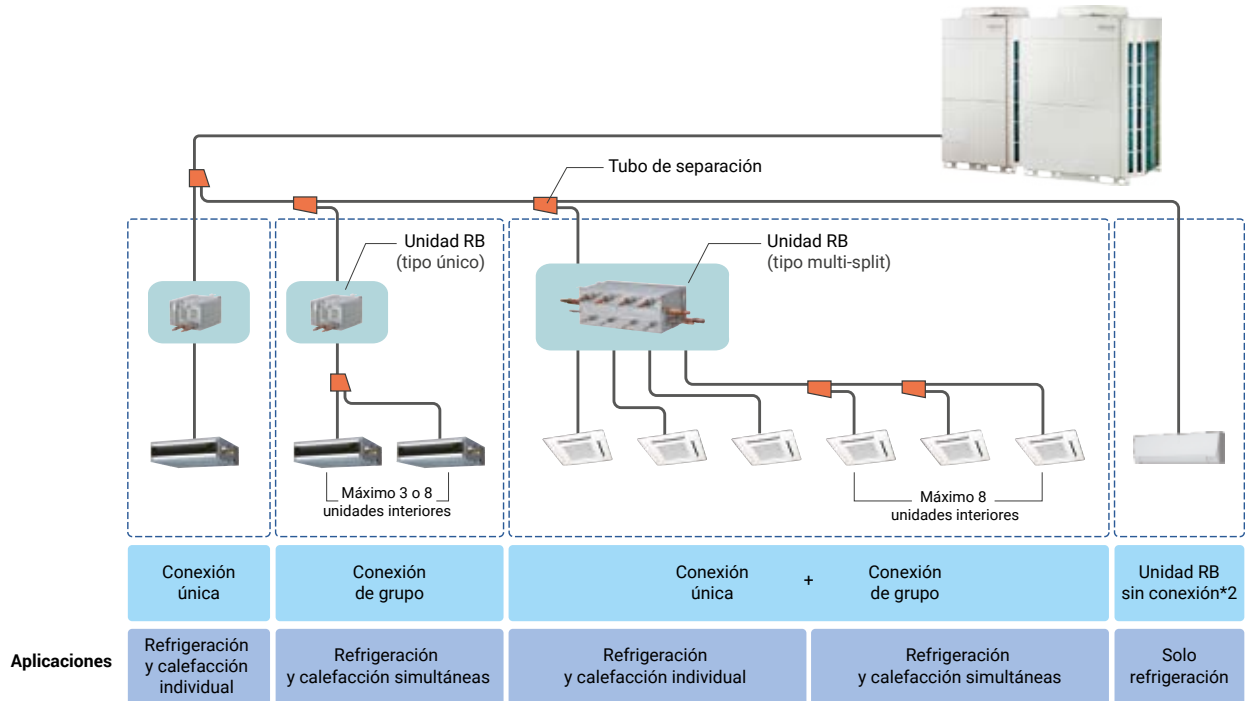 Tubo de separación
Unidad RB
(tipo único)
Unidad RB
(tipo multi-split)
Máximo 3 o 8
unidades interiores
Máximo 8
unidades interiores
Conexión
única
Conexión
de grupo
Conexión
única
+
Conexión
de grupo
Unidad RB
sin conexión*2
Aplicaciones
Refrigeración
y calefacción
individual
Refrigeración
y calefacción simultáneas
Refrigeración
y calefacción individual
Refrigeración
y calefacción simultáneas
Solo
refrigeración